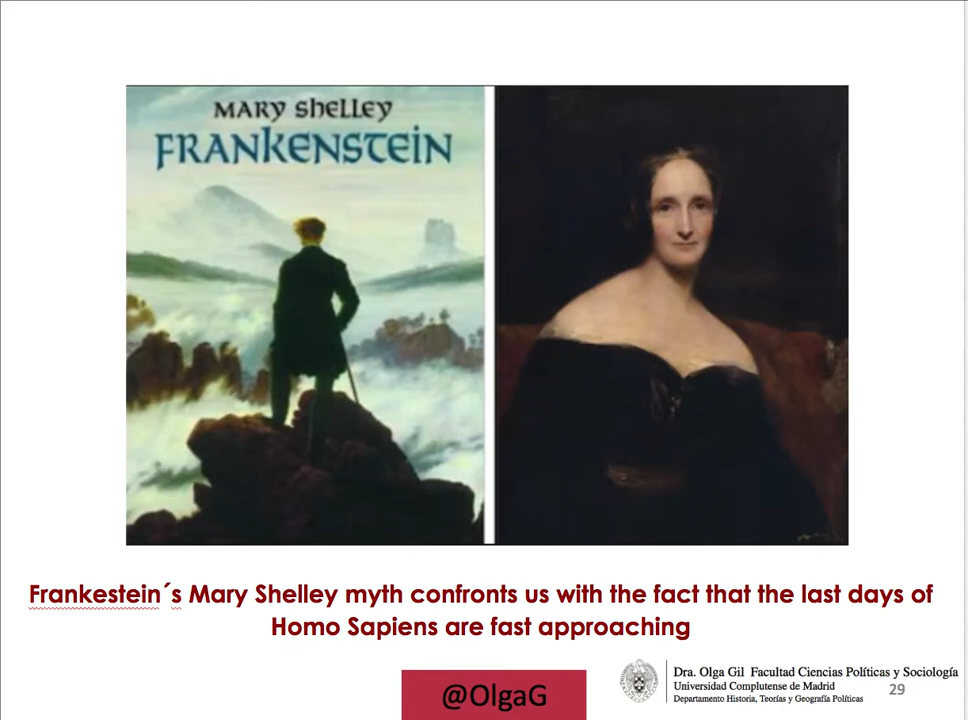 MARY SHELLEY
FRANKENSTEIN
Frankestein´s Mary Shelley myth confronts us with the fact that the last days of
Homo Sapiens are fast approaching
@OlgaG
Dra. Olga Gil Facultad Ciencias Políticas y Sociología
Universidad Complutense de Madrid
Departamento Historia, Teorías y Geografía Políticas
29